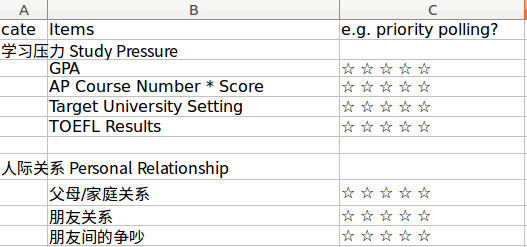 A B C
cate Items e.g. priority polling?
学习压力 Study Pressure
GPA ☆ ☆ ☆ ☆ ☆
AP Course Number * Score ☆ ☆ ☆ ☆ ☆
Target University Setting ☆ ☆ ☆ ☆ ☆
TOEFL Results ☆ ☆ ☆ ☆ ☆
人际关系 Personal Relationship
父母/家庭关系 ☆ ☆ ☆ ☆ ☆
朋友关系 ☆ ☆ ☆ ☆ ☆
朋友间的争吵 ☆ ☆ ☆ ☆ ☆